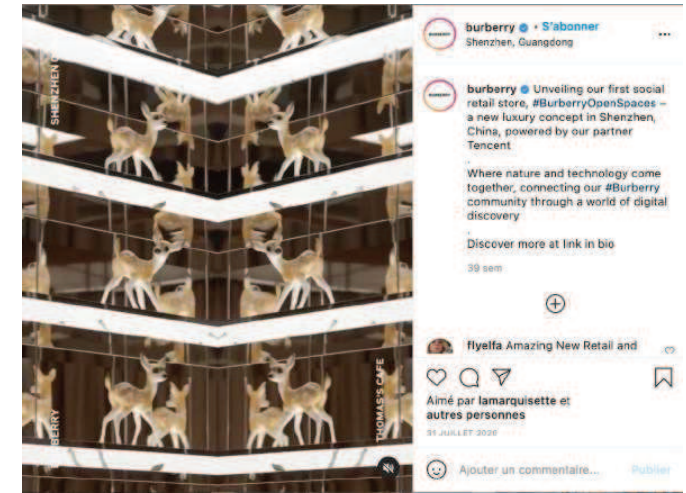 SHENZHEN
BURBERRY
THOMAS'S CAFE
burberry • S'abonner
Shenzhen, Guangdong
burberry Unveiling our first social
retail store, #BurberryOpenSpaces –
a new luxury concept in Shenzhen,
China, powered by our partner
Tencent
.
Where nature and technology come
together, connecting our #Burberry
community through a world of digital
discovery
.
Discover more at link in bio
39 sem
flyelfa Amazing New Retail and
Aimé par lamarquisette et
autres personnes
31 JUILLET 2020
Ajouter un commentaire...
Publier